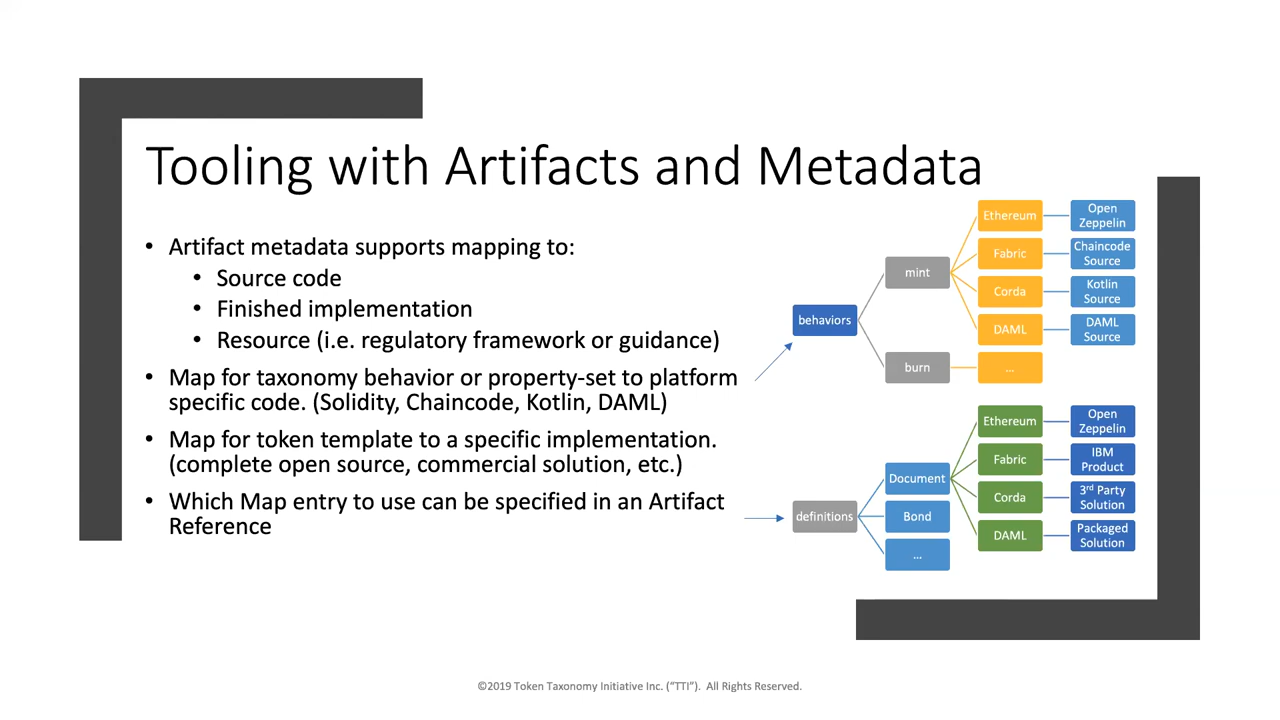 Tooling with Artifacts and Metadata
• Artifact metadata supports mapping to:
• Source code
• Finished implementation
• Resource (i.e. regulatory framework or guidance)
• Map for taxonomy behavior or property-set to platform
specific code. (Solidity, Chaincode, Kotlin, DAML)
• Map for token template to a specific implementation.
(complete open source, commercial solution, etc.)
• Which Map entry to use can be specified in an Artifact
Reference
behaviors
mint
burn
Ethereum
Fabric
Corda
DAML
...
Open
Zeppelin
Chaincode
Source
Kotlin
Source
DAML
Source
definitions
Document
Bond
...
Ethereum
Fabric
Corda
DAML
Open
Zeppelin
IBM
Product
3rd Party
Solution
Packaged
Solution
©2019 Token Taxonomy Initiative Inc. (“TTI”). All Rights Reserved.